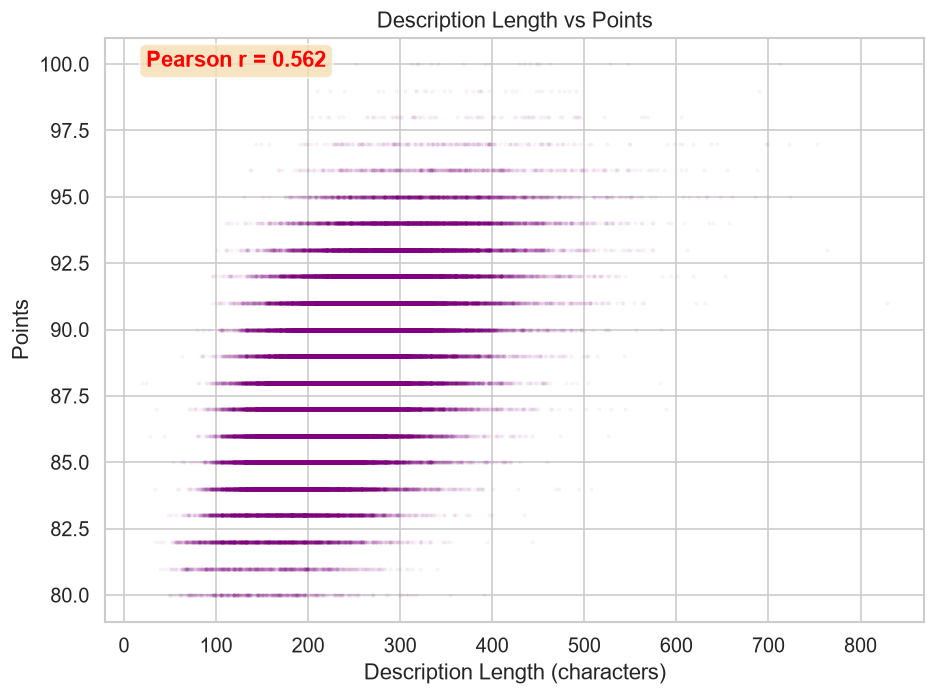 Description Length vs Points
Pearson r = 0.562
100.0
97.5
95.0
92.5
90.0
87.5
85.0
82.5
80.0
Points
0 100 200 300 400 500 600 700 800
Description Length (characters)